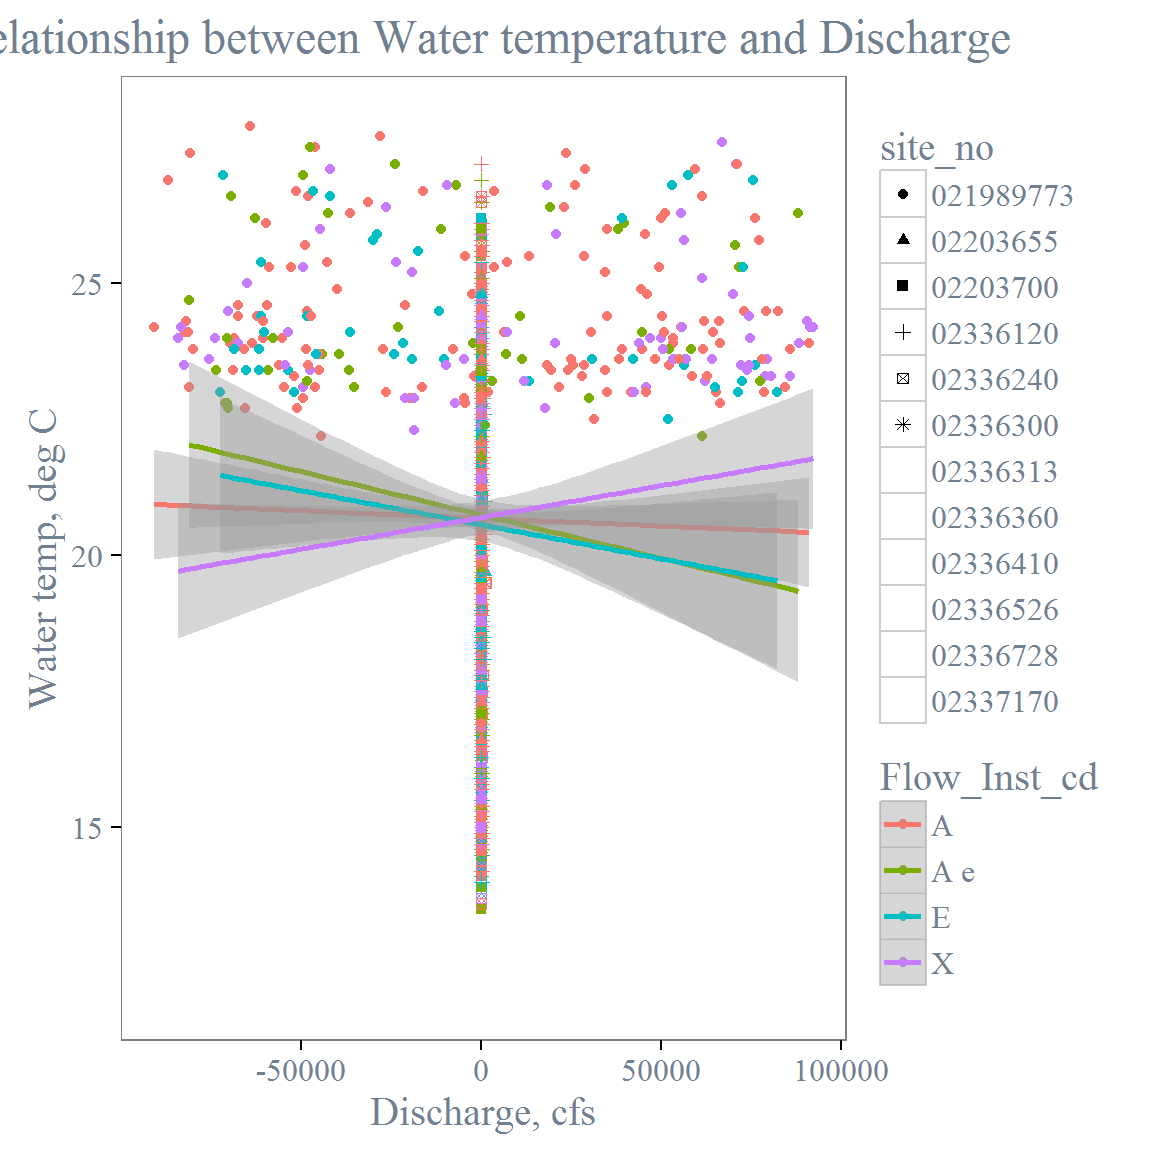 elationship between Water temperature and Discharge
Water temp, deg C
25
20
15
-50000
0
50000
100000
Discharge, cfs
site_no
021989773
02203655
02203700
02336120
02336240
02336300
02336313
02336360
02336410
02336526
02336728
02337170
Flow_Inst_cd
A
A e
E
X